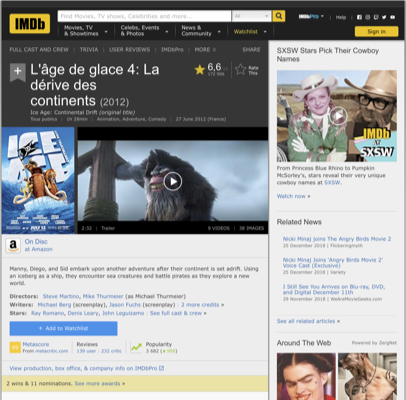 IMDb
Find Movies, TV shows, Celebrities and more...
All
IMDbPro
Help
Movies, TV & Showtimes
Celebs, Events & Photos
News & Community
Watchlist
Sign in
FULL CAST AND CREW | TRIVIA | USER REVIEWS | IMDbPro | MORE
SHARE
L'âge de glace 4: La
dérive des
continents (2012)
6,6
Rate
This
Ice Age: Continental Drift (original title)
Tous publics | 1h 28min | Animation, Adventure, Comedy | 27 June 2012 (France)
ICE AGE
JULY 13
2:32 | Trailer
9 VIDEOS | 38 IMAGES
On Disc
at Amazon
Manny, Diego, and Sid embark upon another adventure after their continent is set adrift. Using
an iceberg as a ship, they encounter sea creatures and battle pirates as they explore a new
world.
Directors: Steve Martino, Mike Thurmeier (as Michael Thurmeier)
Writers: Michael Berg (screenplay), Jason Fuchs (screenplay) | 2 more credits »
Stars: Ray Romano, Denis Leary, John Leguizamo | See full cast & crew »
+ Add to Watchlist
Metascore
From metacritic.com
Reviews
139 user | 232 critic
Popularity
3 682
View production, box office, & company info on IMDbPro
2 wins & 11 nominations. See more awards »
SXSW Stars Pick Their Cowboy
Names
IMDb
at
SXSW
From Princess Blue Rhino to Pumpkin
McSorley's, stars reveal their very unique
cowboy names at SXSW.
Watch now »
Related News
Nicki Minaj Joins The Angry Birds Movie 2
25 December 2018 | Flickeringmyth
Nicki Minaj Joins 'Angry Birds Movie 2'
Voice Cast (Exclusive)
25 December 2018 | Variety
I Still See You Arrives on Blu-ray, DVD,
and Digital December 11th
29 November 2018 | WeAreMovieGeeks.com
See all related articles »
Around The Web
Powered by ZergNet